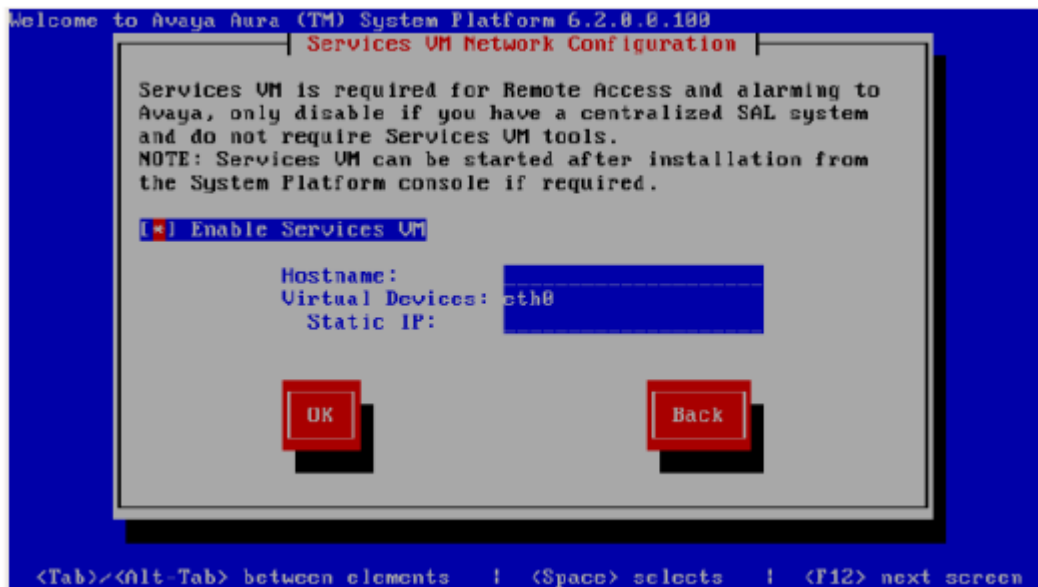 Welcome to Avaya Aura (TM) System Platform 6.2.0.0.100
Services VM Network Configuration
Services VM is required for Remote Access and alarming to
Avaya, only disable if you have a centralized SAL system
and do not require Services VM tools.
NOTE: Services VM can be started after installation from
the System Platform console if required.
[*] Enable Services VM
Hostname:
Virtual Devices: eth0
Static IP:
OK Back
<Tab>/<Alt-Tab> between elements | <Space> selects | <F12> next screen